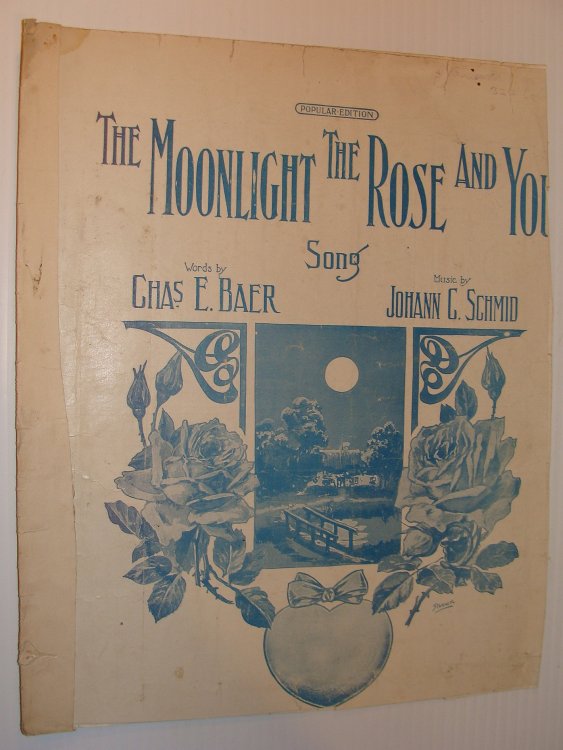 POPULAR-EDITION
THE MOONLIGHT THE ROSE AND YOU
Song
Words by
CHAS E. BAER
Music by
JOHANN C. SCHMID